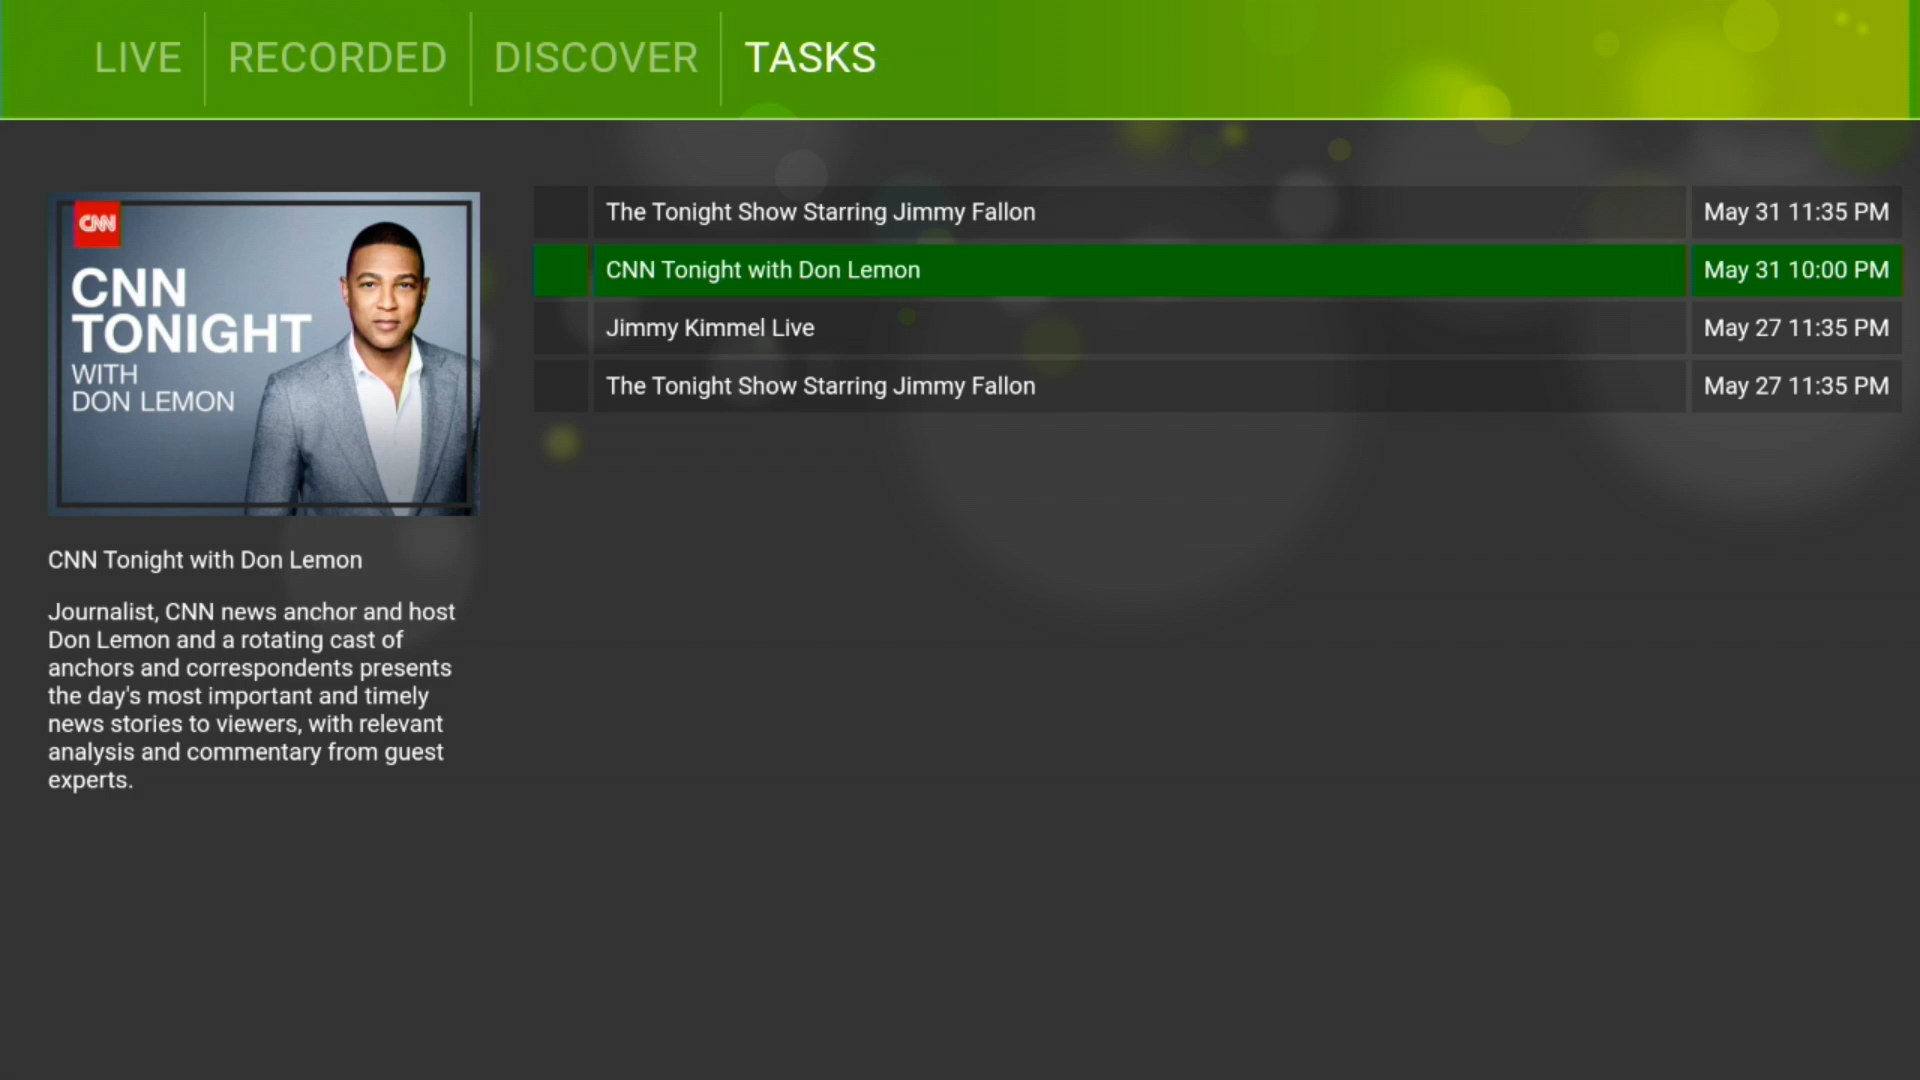 LIVE
RECORDED
DISCOVER
TASKS
CNN
CNN
TONIGHT
WITH
DON LEMON
CNN Tonight with Don Lemon
Journalist, CNN news anchor and host
Don Lemon and a rotating cast of
anchors and correspondents presents
the day's most important and timely
news stories to viewers, with relevant
analysis and commentary from guest
experts.
The Tonight Show Starring Jimmy Fallon May 31 11:35 PM
CNN Tonight with Don Lemon May 31 10:00 PM
Jimmy Kimmel Live May 27 11:35 PM
The Tonight Show Starring Jimmy Fallon May 27 11:35 PM